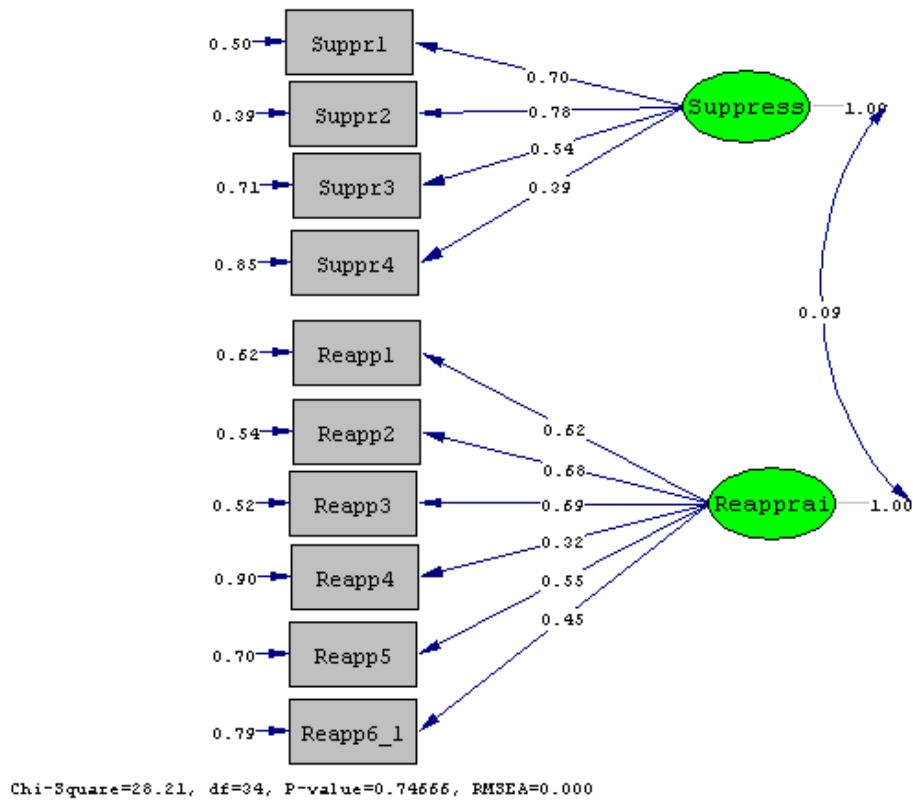 0.50 Suppr1
0.70
Suppress 1.00
0.39 Suppr2 0.78
0.54
0.71 Suppr3 0.39
0.85 Suppr4
0.09
0.62 Reapp1
0.62
0.54 Reapp2
0.68
0.52 Reapp3 0.69 Reapprai 1.00
0.32
0.90 Reapp4 0.55
0.45
0.70 Reapp5
0.79 Reapp6_1
Chi-Square=28.21, df=34, P-value=0.74666, RMSEA=0.000